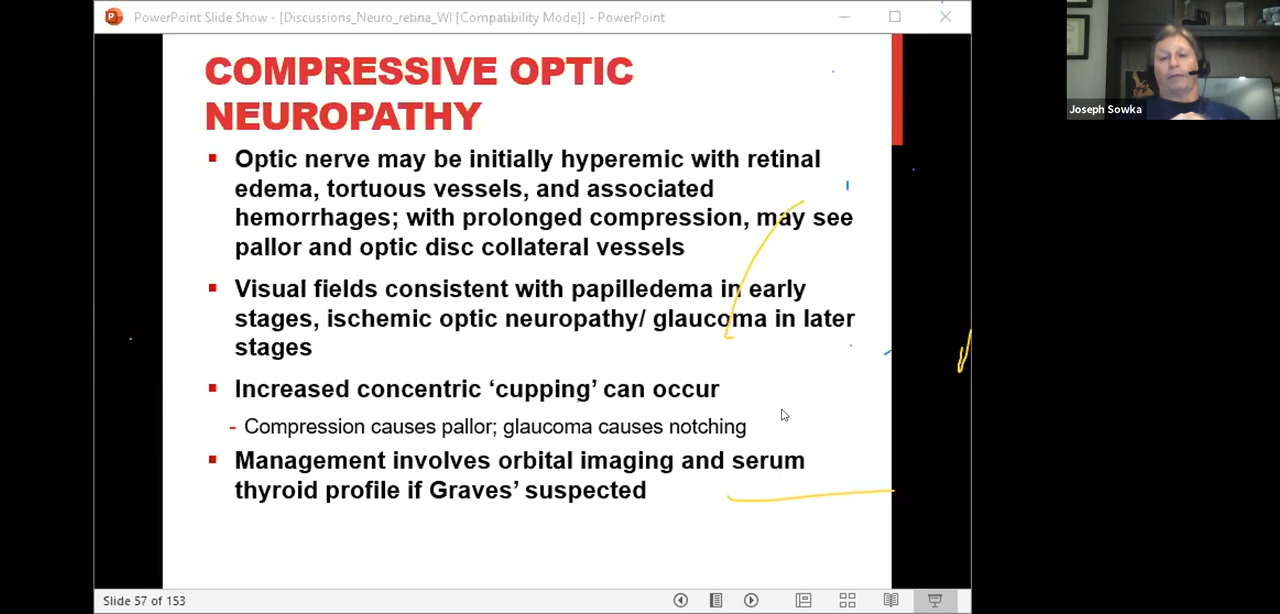 PowerPoint Slide Show - [Discussions_Neuro_retina_WI [Compatibility Mode]] - PowerPoint
COMPRESSIVE OPTIC
NEUROPATHY
Optic nerve may be initially hyperemic with retinal
edema, tortuous vessels, and associated
hemorrhages; with prolonged compression, may see
pallor and optic disc collateral vessels
Visual fields consistent with papilledema in early
stages, ischemic optic neuropathy/ glaucoma in later
stages
Increased concentric ‘cupping’ can occur
- Compression causes pallor; glaucoma causes notching
Management involves orbital imaging and serum
thyroid profile if Graves’ suspected
Slide 57 of 153
Joseph Sowka